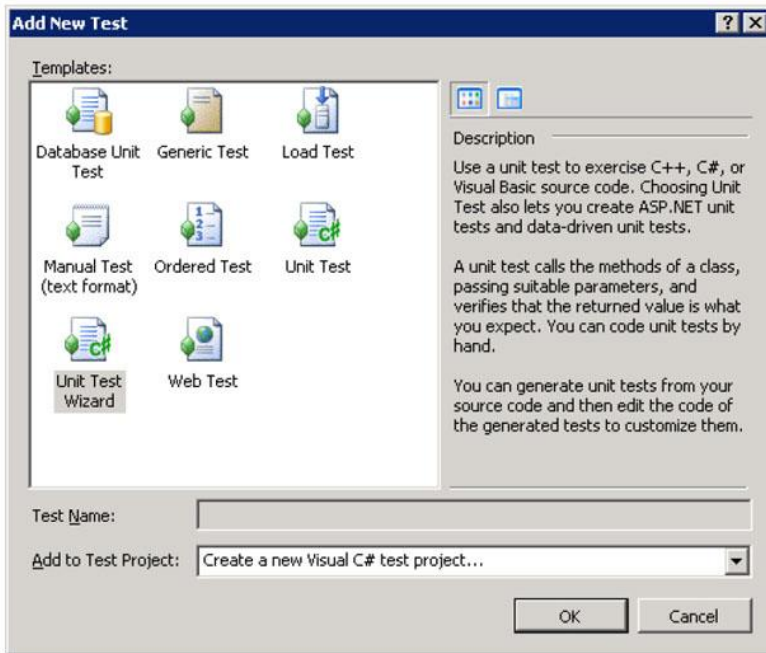 Add New Test
Templates:
Database Unit
Test
Generic Test
Load Test
Manual Test
(text format)
Ordered Test
Unit Test
Unit Test
Wizard
Web Test
Description
Use a unit test to exercise C++, C#, or
Visual Basic source code. Choosing Unit
Test also lets you create ASP.NET unit
tests and data-driven unit tests.
A unit test calls the methods of a class,
passing suitable parameters, and
verifies that the returned value is what
you expect. You can code unit tests by
hand.
You can generate unit tests from your
source code and then edit the code of
the generated tests to customize them.
Test Name:
Add to Test Project:
Create a new Visual C# test project...
OK
Cancel